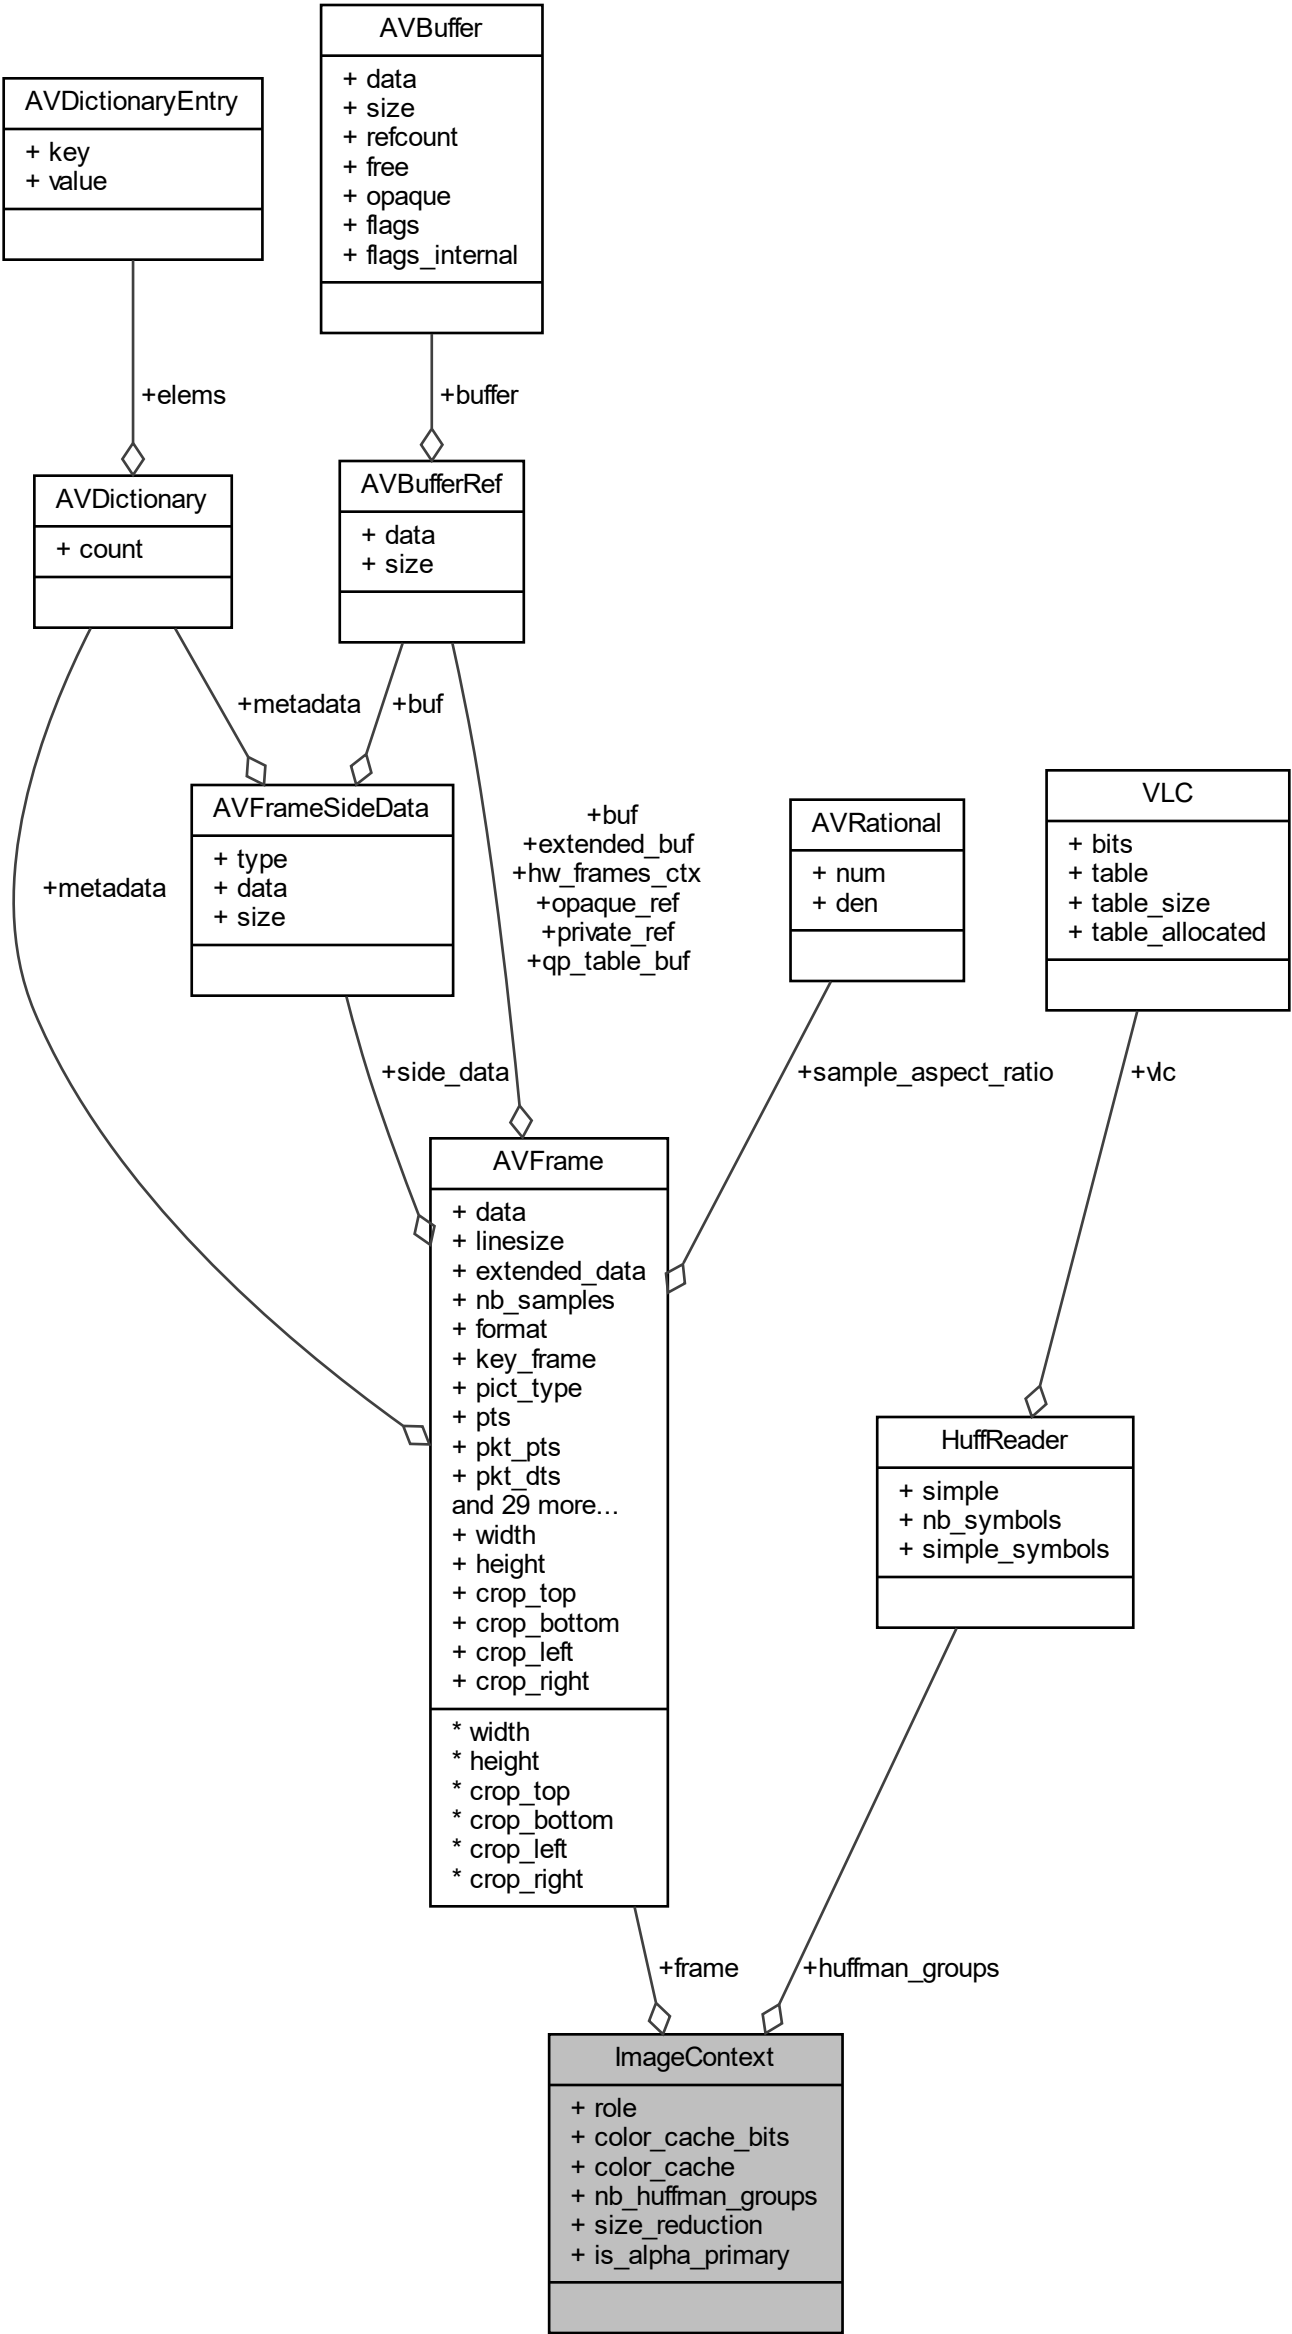 AVBuffer
+ data
+ size
+ refcount
+ free
+ opaque
+ flags
+ flags_internal
AVDictionaryEntry
+ key
+ value
+elems
+buffer
AVDictionary
+ count
AVBufferRef
+ data
+ size
+metadata
+buf
AVFrameSideData
+ type
+ data
+ size
+metadata
+buf
+extended_buf
+hw_frames_ctx
+opaque_ref
+private_ref
+qp_table_buf
AVRational
+ num
+ den
VLC
+ bits
+ table
+ table_size
+ table_allocated
+side_data
+sample_aspect_ratio
+vlc
AVFrame
+ data
+ linesize
+ extended_data
+ nb_samples
+ format
+ key_frame
+ pict_type
+ pts
+ pkt_pts
+ pkt_dts
and 29 more...
+ width
+ height
+ crop_top
+ crop_bottom
+ crop_left
+ crop_right
* width
* height
* crop_top
* crop_bottom
* crop_left
* crop_right
HuffReader
+ simple
+ nb_symbols
+ simple_symbols
+frame
+huffman_groups
ImageContext
+ role
+ color_cache_bits
+ color_cache
+ nb_huffman_groups
+ size_reduction
+ is_alpha_primary